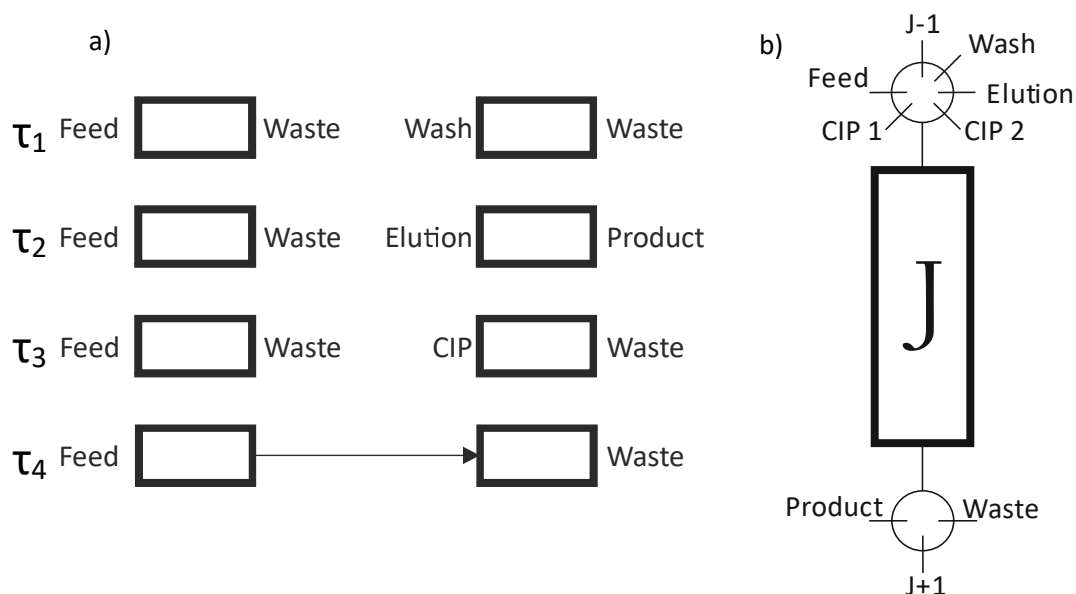 a)
τ1 Feed Waste Wash Waste
τ2 Feed Waste Elution Product
τ3 Feed Waste CIP Waste
τ4 Feed Waste
b)
J-1
Wash
Feed
Elution
CIP 1
CIP 2
J
Product
Waste
J+1